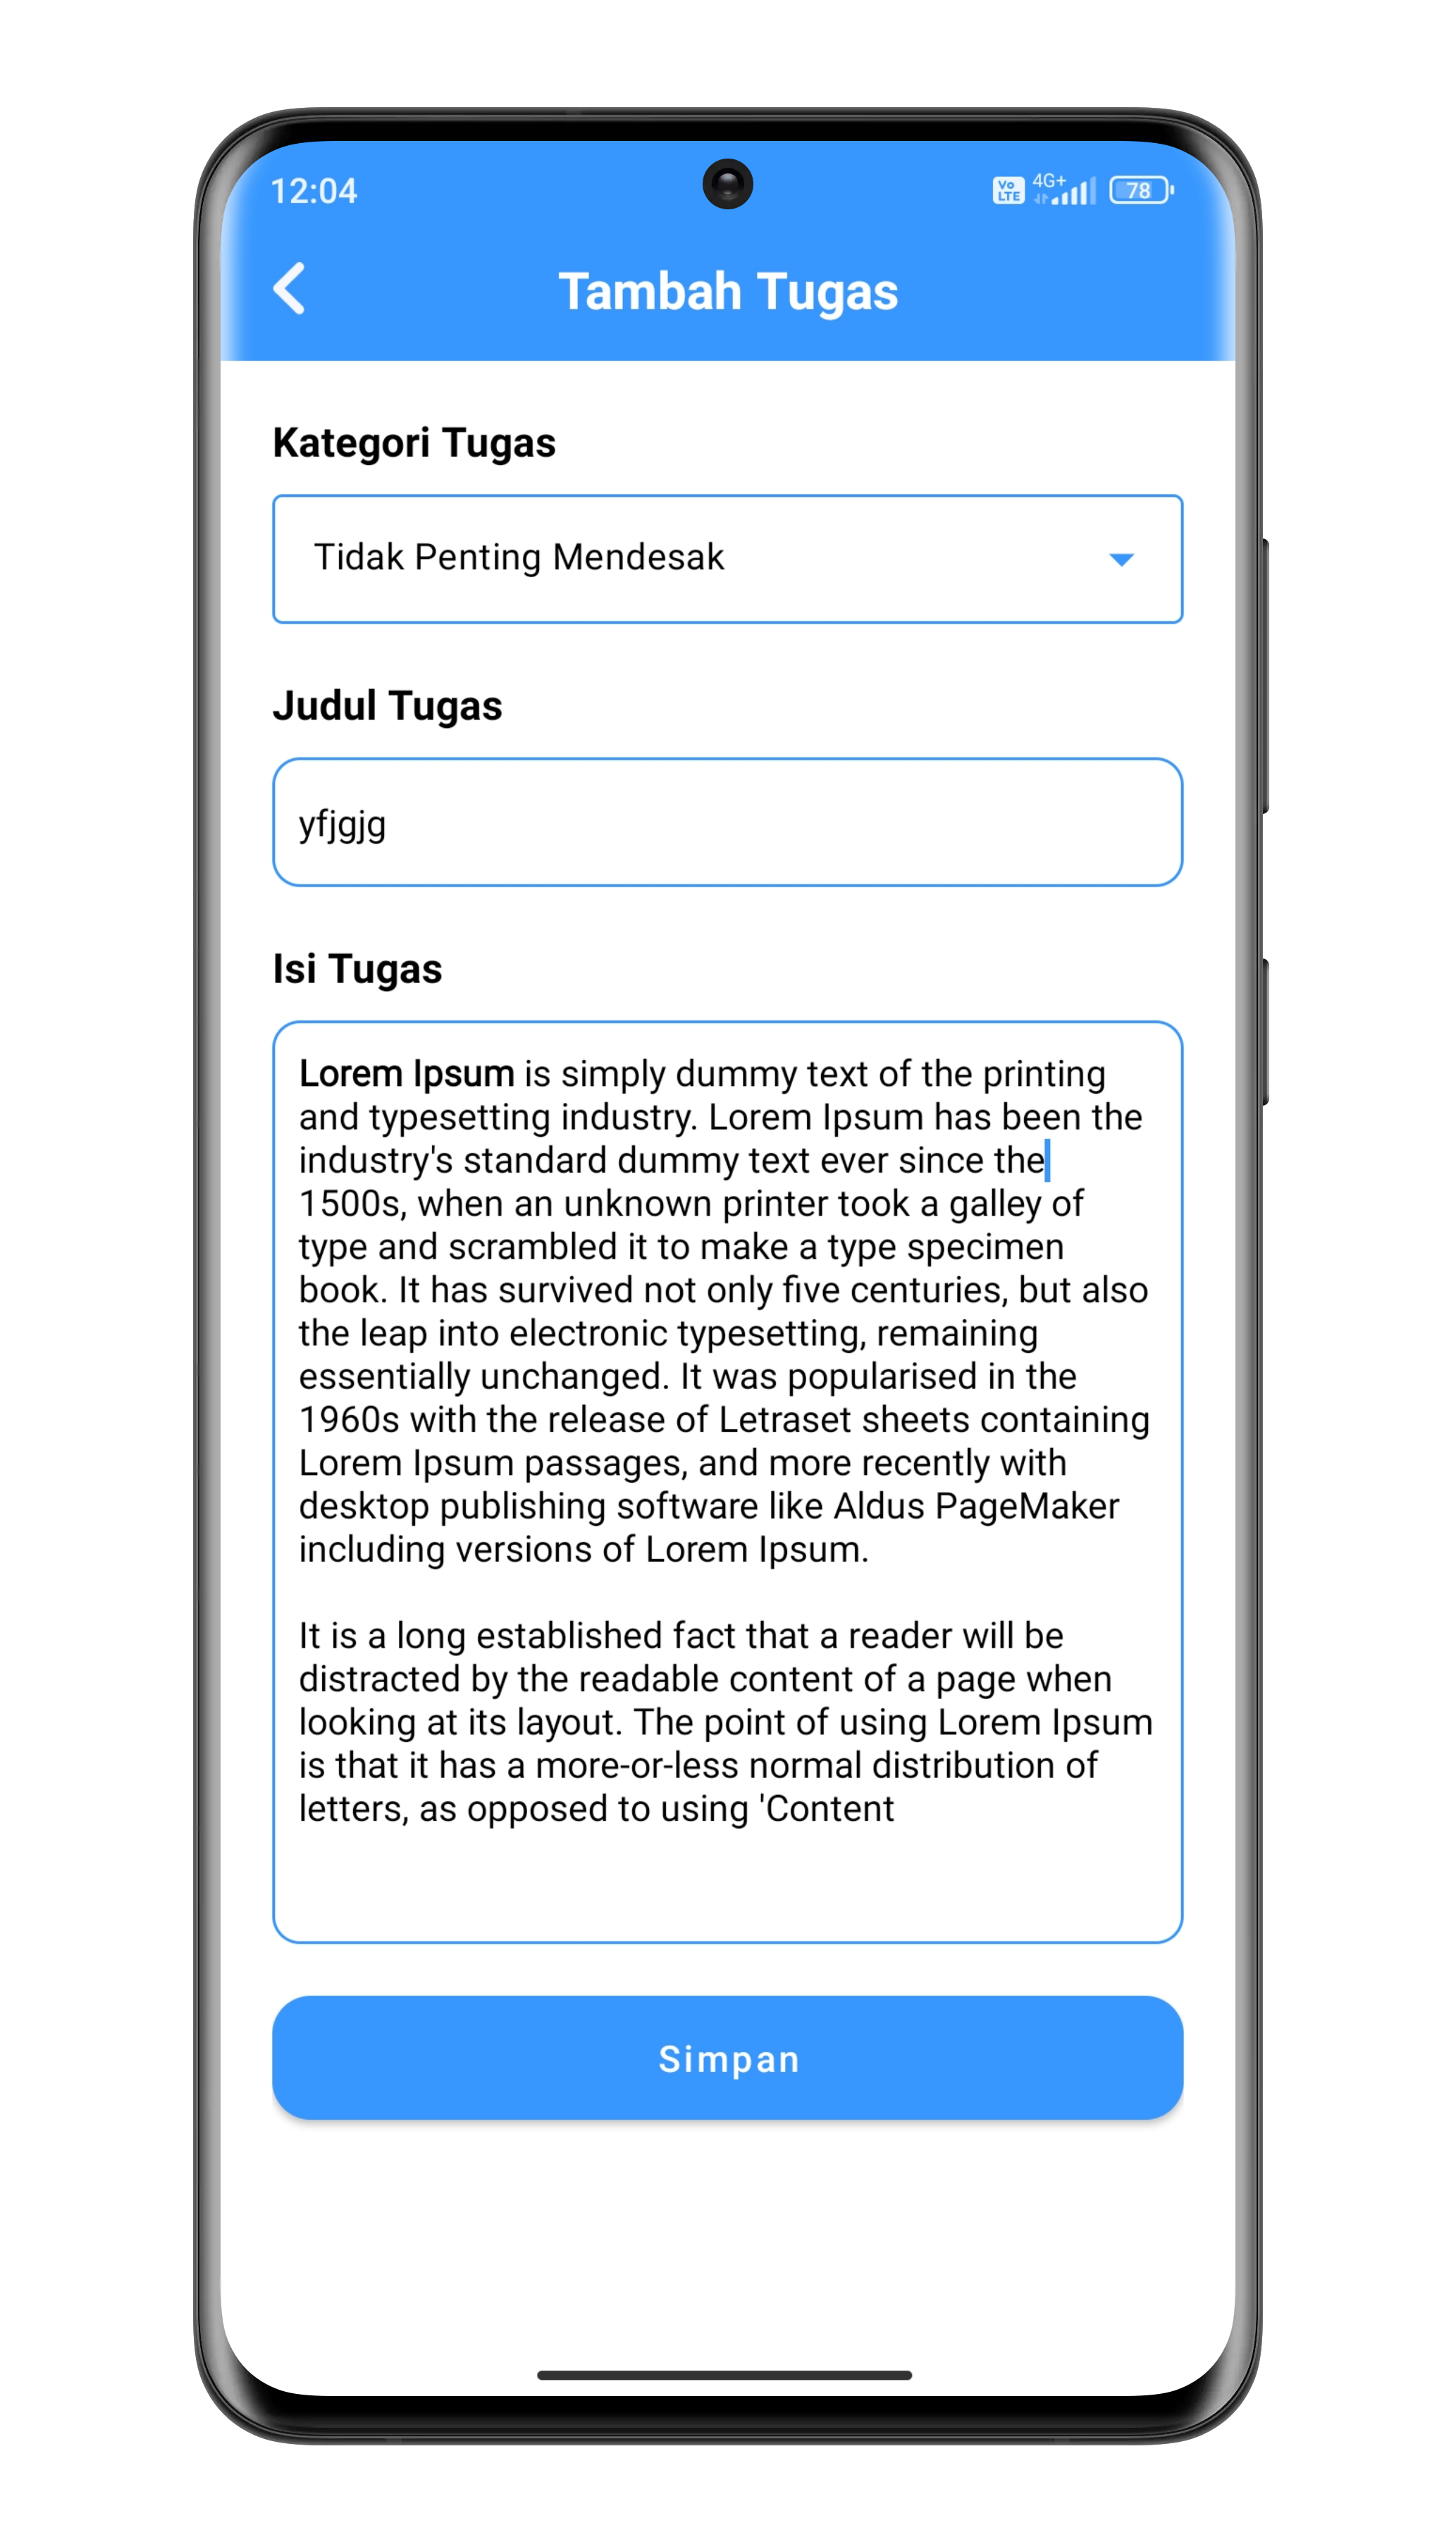 12:04
Vo LTE 4G+ 78
Tambah Tugas
Kategori Tugas
Tidak Penting Mendesak
Judul Tugas
yfjgjg
Isi Tugas
Lorem Ipsum is simply dummy text of the printing
and typesetting industry. Lorem Ipsum has been the
industry's standard dummy text ever since the
1500s, when an unknown printer took a galley of
type and scrambled it to make a type specimen
book. It has survived not only five centuries, but also
the leap into electronic typesetting, remaining
essentially unchanged. It was popularised in the
1960s with the release of Letraset sheets containing
Lorem Ipsum passages, and more recently with
desktop publishing software like Aldus PageMaker
including versions of Lorem Ipsum.
It is a long established fact that a reader will be
distracted by the readable content of a page when
looking at its layout. The point of using Lorem Ipsum
is that it has a more-or-less normal distribution of
letters, as opposed to using 'Content
Simpan